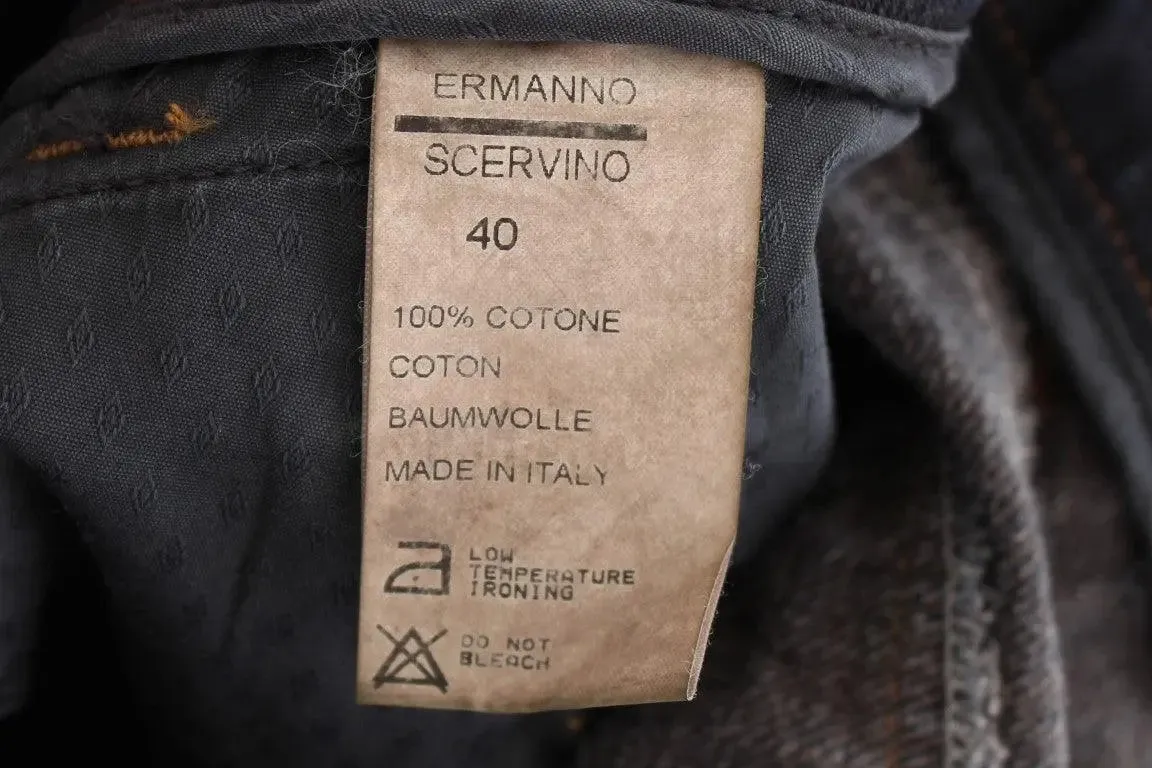 ERMANNO
SCERVINO
40
100% COTONE
COTON
BAUMWOLLE
MADE IN ITALY
LOW
TEMPERATURE
IRONING
DO NOT
BLEACH